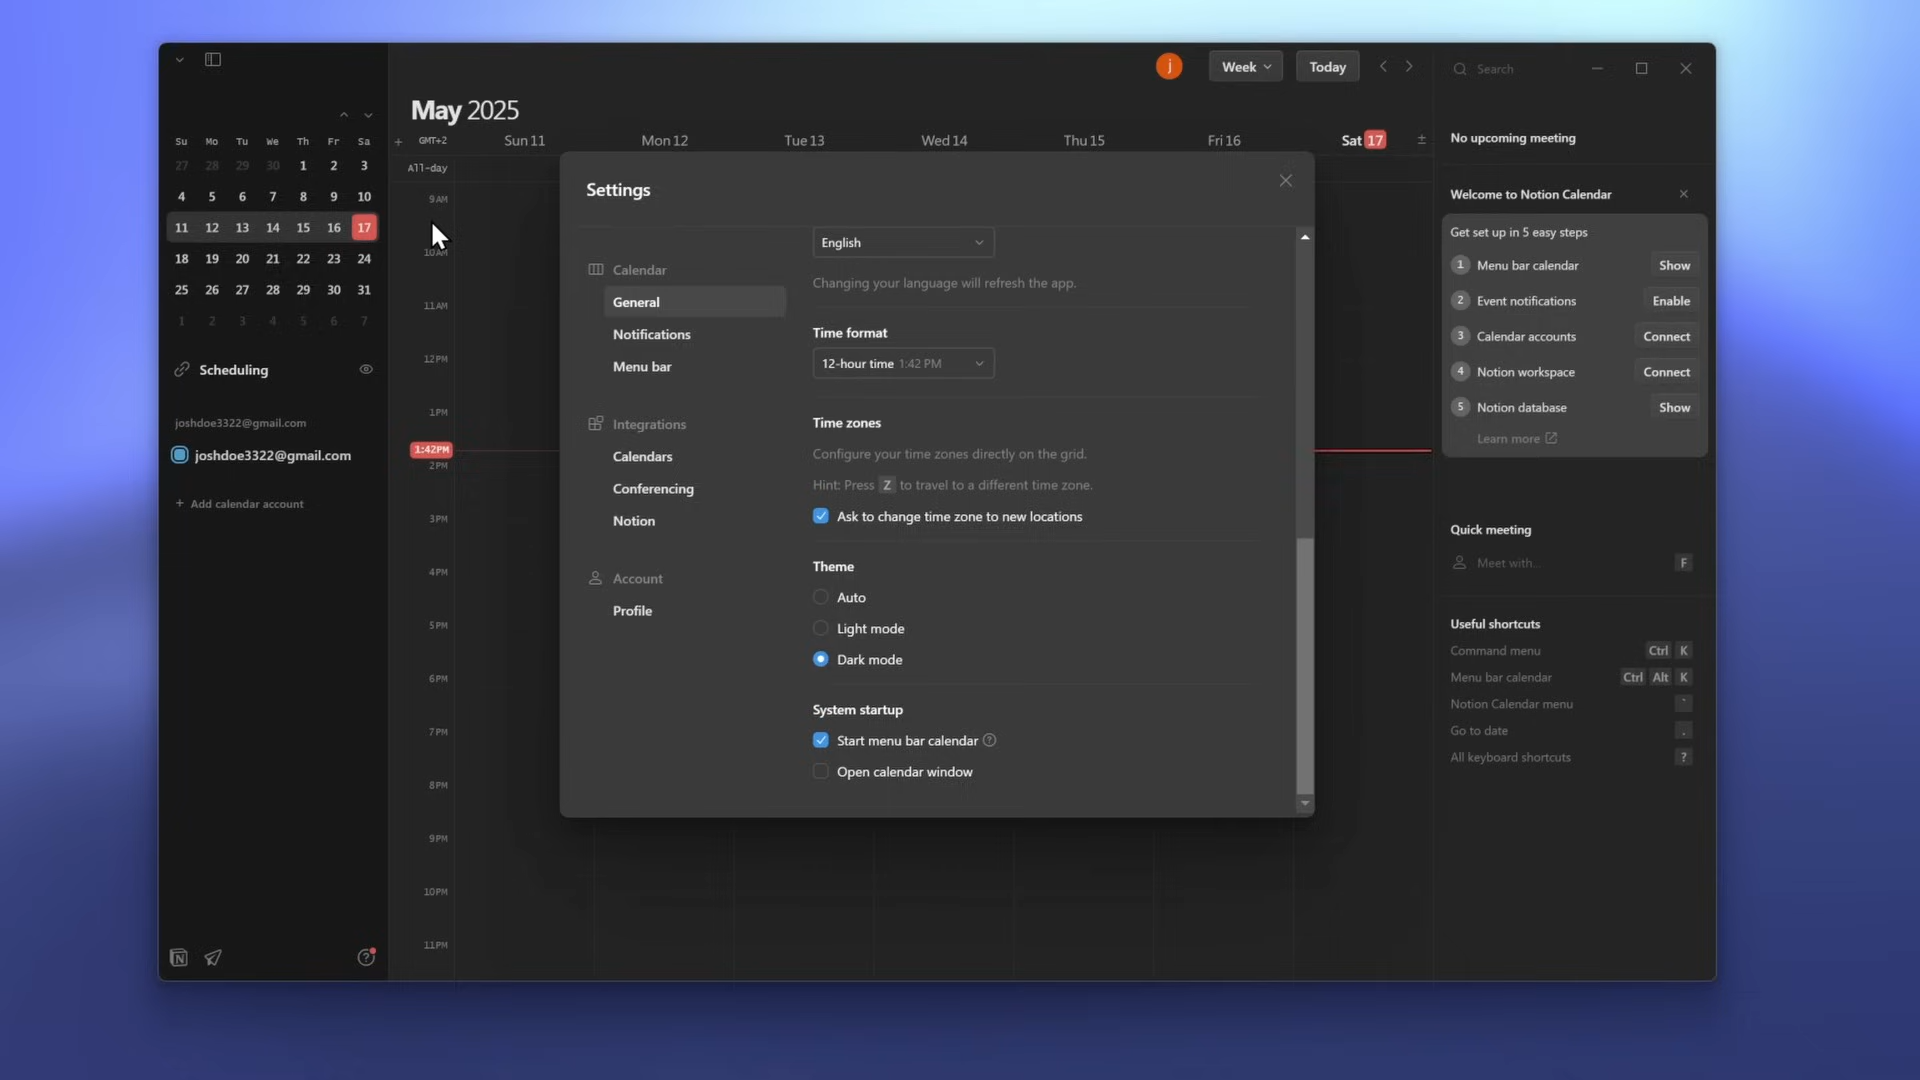 j
Week
Today
Search
May 2025
Su Mo Tu We Th Fr Sa
27 28 29 30 1 2 3
4 5 6 7 8 9 10
11 12 13 14 15 16 17
18 19 20 21 22 23 24
25 26 27 28 29 30 31
1 2 3 4 5 6 7
Scheduling
joshdoe3322@gmail.com
joshdoe3322@gmail.com
+ Add calendar account
+ GMT+2 Sun 11 Mon 12 Tue 13 Wed 14 Thu 15 Fri 16 Sat 17
All-day
9 AM
10 AM
11 AM
12 PM
1 PM
1:42PM
2 PM
3 PM
4 PM
5 PM
6 PM
7 PM
8 PM
9 PM
10 PM
11 PM
Settings
Calendar
General
Notifications
Menu bar
Integrations
Calendars
Conferencing
Notion
Account
Profile
English
Changing your language will refresh the app.
Time format
12-hour time 1:42 PM
Time zones
Configure your time zones directly on the grid.
Hint: Press Z to travel to a different time zone.
Ask to change time zone to new locations
Theme
Auto
Light mode
Dark mode
System startup
Start menu bar calendar ?
Open calendar window
No upcoming meeting
Welcome to Notion Calendar
Get set up in 5 easy steps
1 Menu bar calendar Show
2 Event notifications Enable
3 Calendar accounts Connect
4 Notion workspace Connect
5 Notion database Show
Learn more
Quick meeting
Meet with... F
Useful shortcuts
Command menu Ctrl K
Menu bar calendar Ctrl Alt K
Notion Calendar menu `
Go to date .
All keyboard shortcuts ?